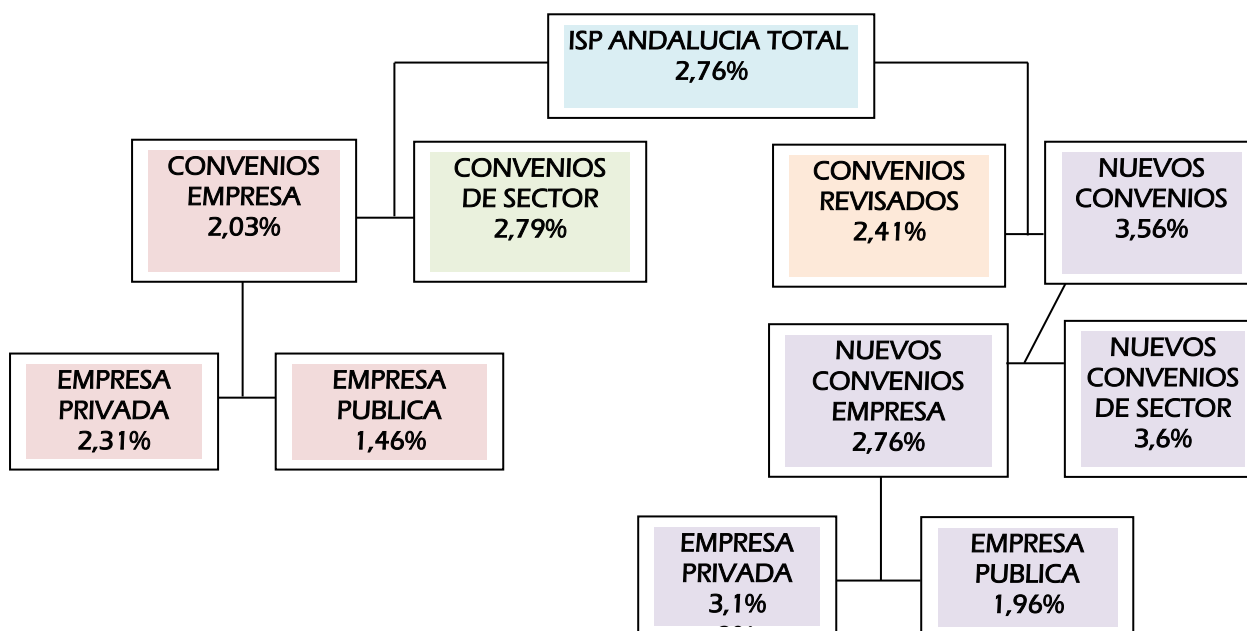 ISP ANDALUCIA TOTAL
2,76%
CONVENIOS
EMPRESA
2,03%
CONVENIOS
DE SECTOR
2,79%
CONVENIOS
REVISADOS
2,41%
NUEVOS
CONVENIOS
3,56%
EMPRESA
PRIVADA
2,31%
EMPRESA
PUBLICA
1,46%
NUEVOS
CONVENIOS
EMPRESA
2,76%
NUEVOS
CONVENIOS
DE SECTOR
3,6%
EMPRESA
PRIVADA
3,1%
EMPRESA
PUBLICA
1,96%